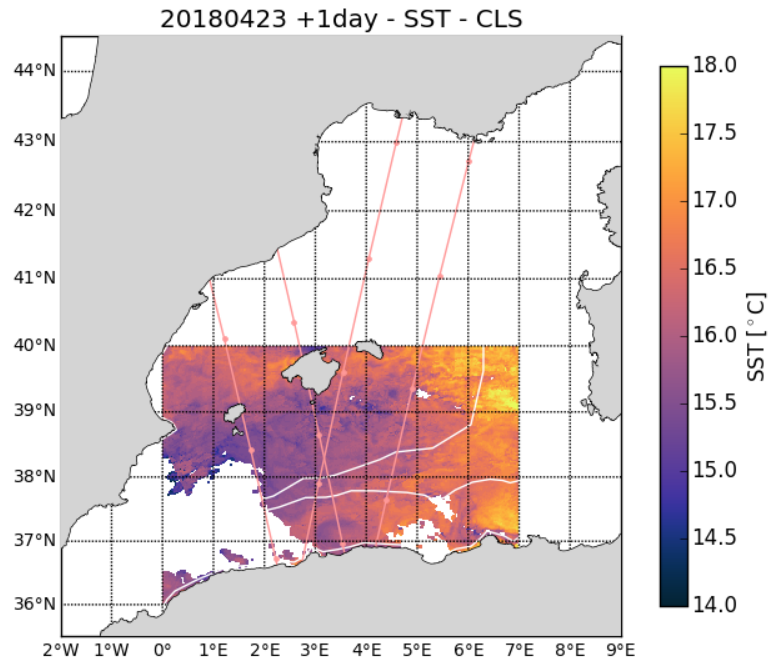 20180423 +1day - SST - CLS
44°N
43°N
42°N
41°N
40°N
39°N
38°N
37°N
36°N
2°W 1°W 0° 1°E 2°E 3°E 4°E 5°E 6°E 7°E 8°E 9°E
18.0
17.5
17.0
16.5
16.0
15.5
15.0
14.5
14.0
SST [°C]